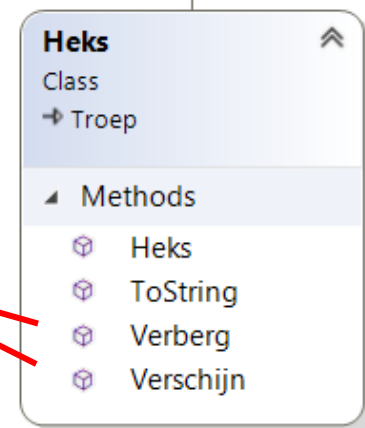 Heks
Class
Troep
Methods
Heks
ToString
Verberg
Verschijn